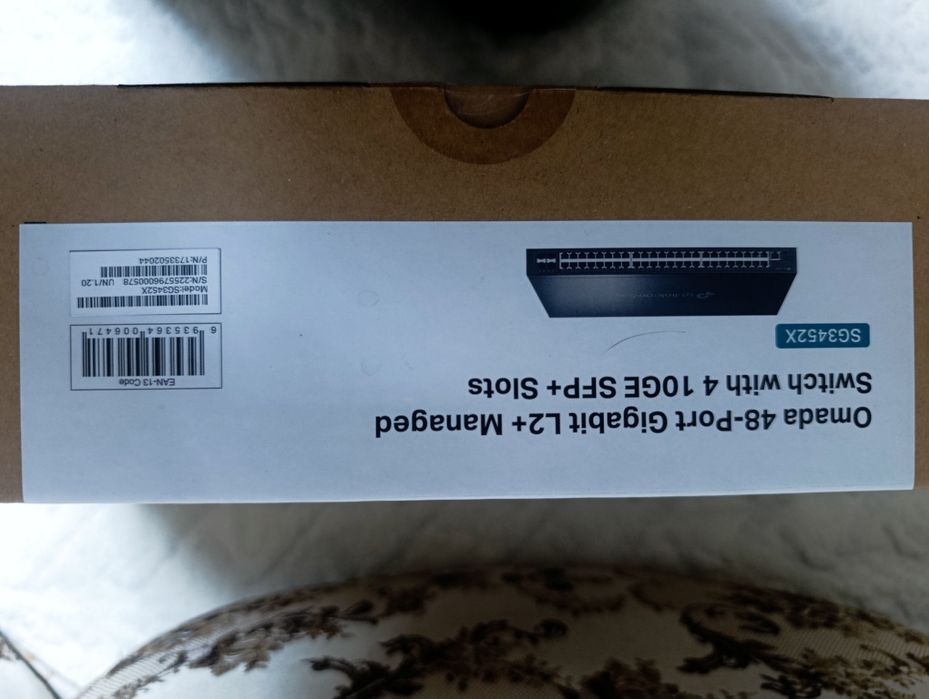 Omada 48-Port Gigabit L2+ Managed
Switch with 4 10GE SFP+ Slots
SG3452X
EAN-13 Code
6 935364 006471
Model:SG3452X
S/N:2255796000578 UN/1.20
P/N:1733502044